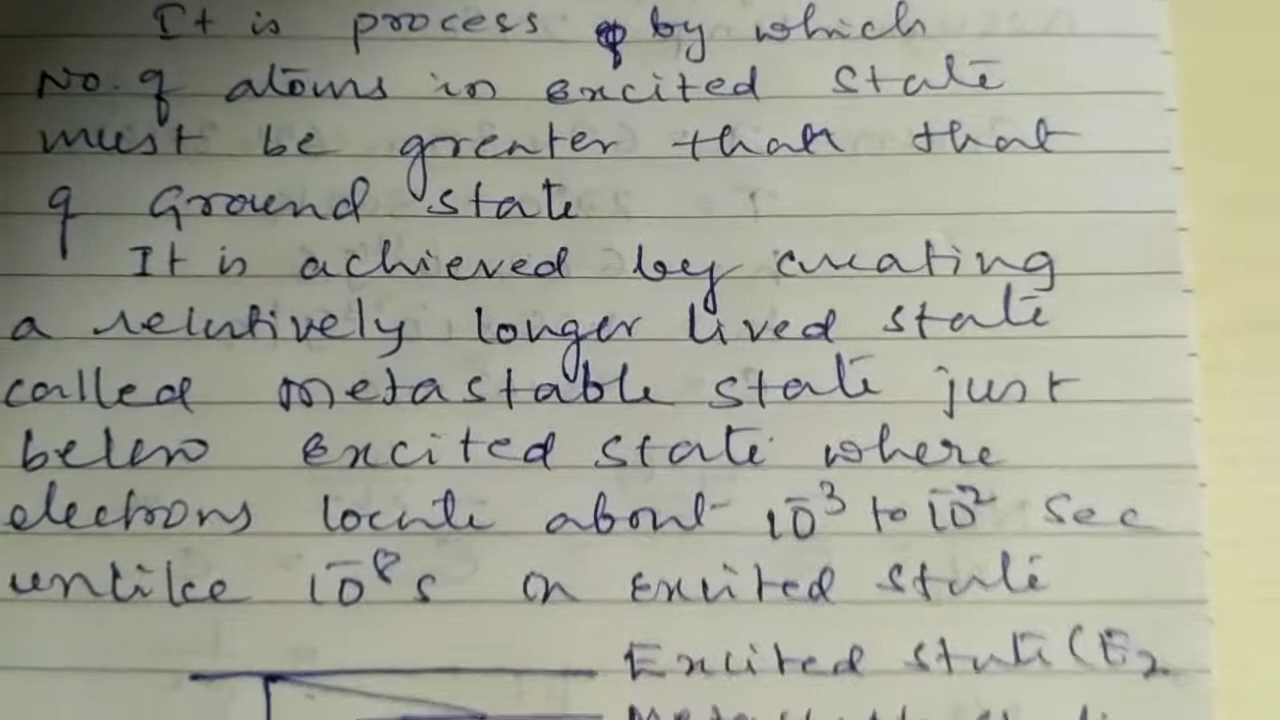 It is process by which
No. of atoms in excited state
must be greater than that
of Ground state
It is achieved by creating
a relatively longer lived state
called metastable state just
below excited state where
electrons locate about 10^-3 to 10^-2 sec
unlike 10^-8 s on excited state
Excited state (E2